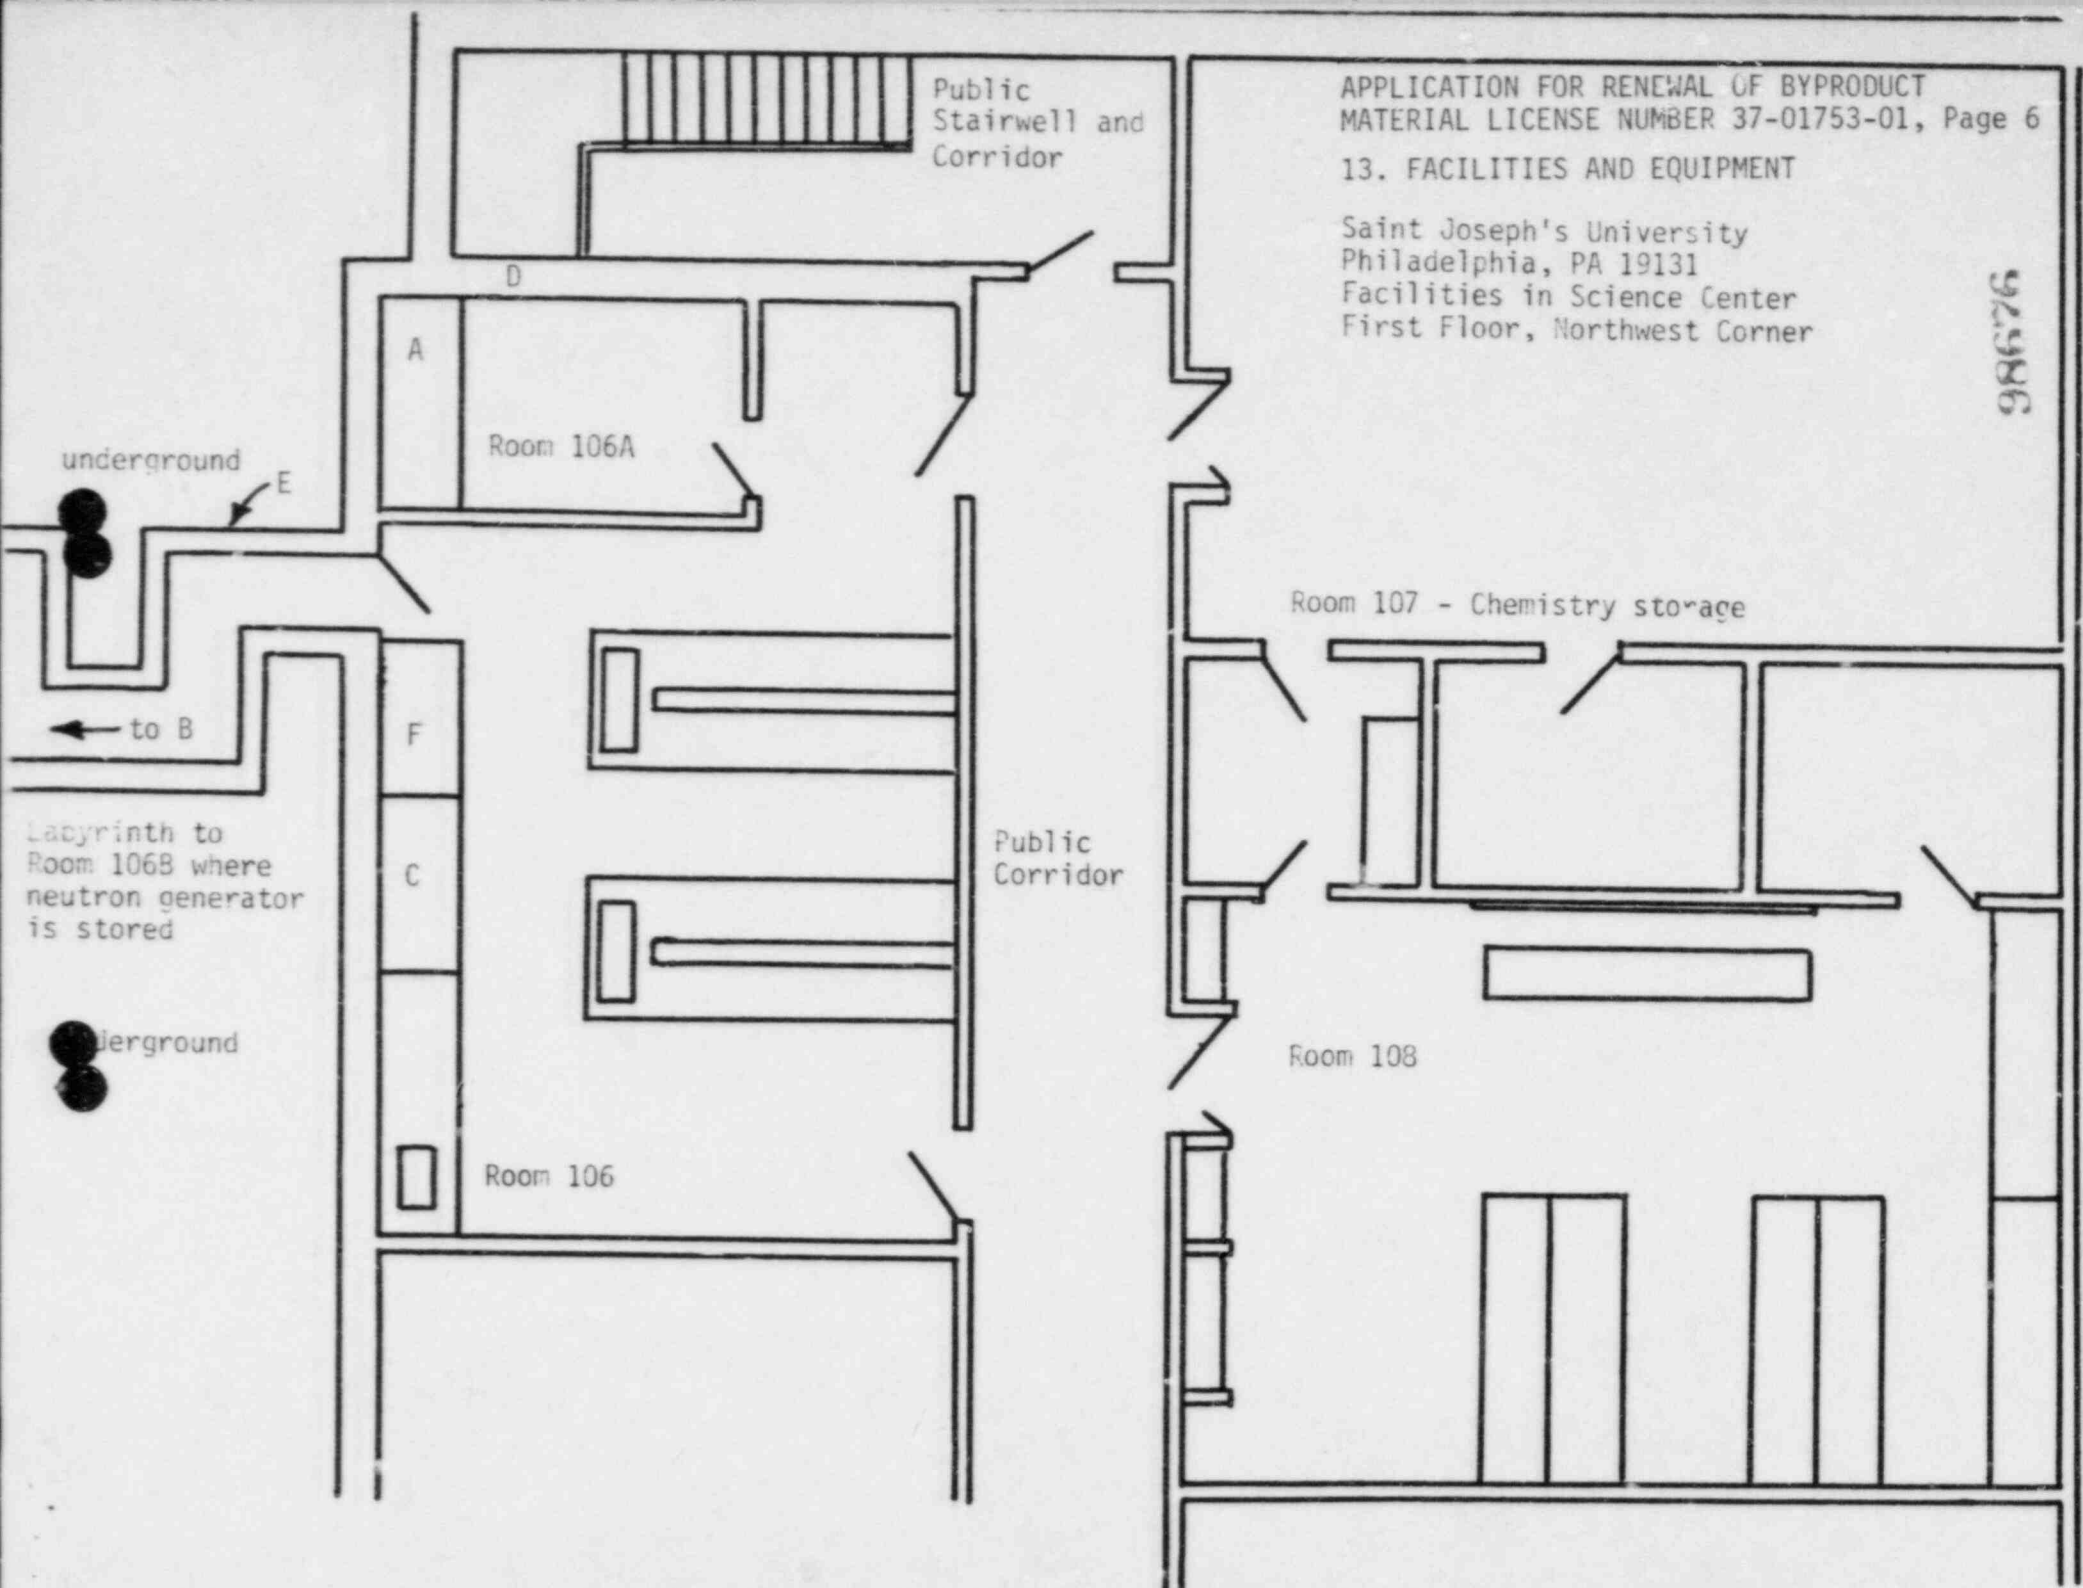 Public
Stairwell and
Corridor
APPLICATION FOR RENEWAL OF BYPRODUCT
MATERIAL LICENSE NUMBER 37-01753-01, Page 6
13. FACILITIES AND EQUIPMENT
Saint Joseph's University
Philadelphia, PA 19131
Facilities in Science Center
First Floor, Northwest Corner
98676
D
A
Room 106A
underground
E
Room 107 - Chemistry storage
to B
F
Labyrinth to
Room 106B where
neutron generator
is stored
C
Public
Corridor
derground
Room 108
Room 106